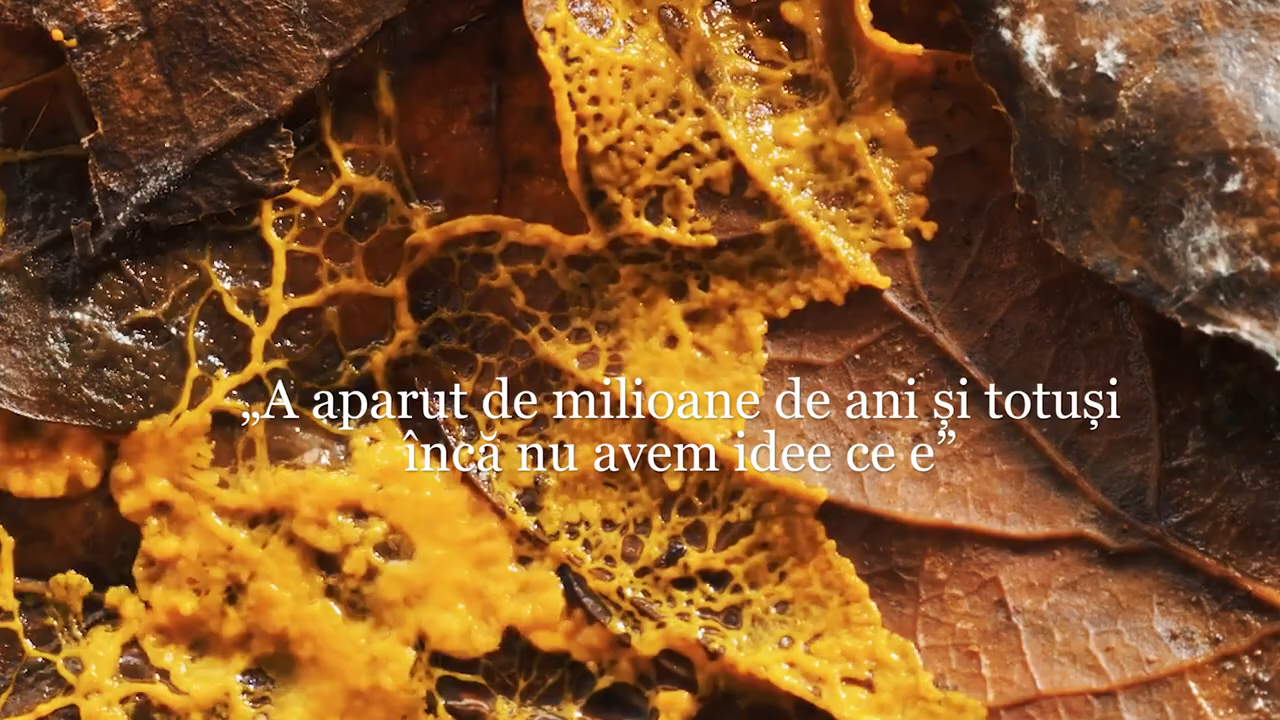 „A aparut de milioane de ani și totuși
încă nu avem idee ce e”